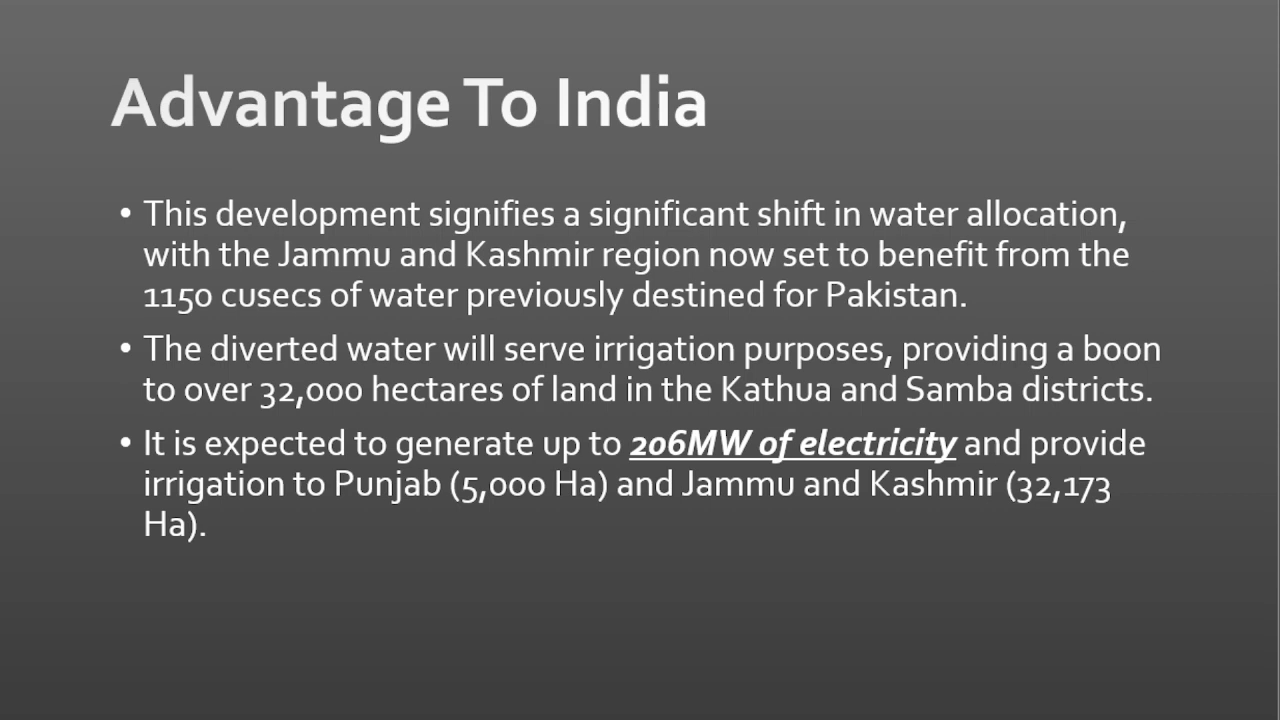 Advantage To India
• This development signifies a significant shift in water allocation,
with the Jammu and Kashmir region now set to benefit from the
1150 cusecs of water previously destined for Pakistan.
• The diverted water will serve irrigation purposes, providing a boon
to over 32,000 hectares of land in the Kathua and Samba districts.
• It is expected to generate up to 206MW of electricity and provide
irrigation to Punjab (5,000 Ha) and Jammu and Kashmir (32,173
Ha).